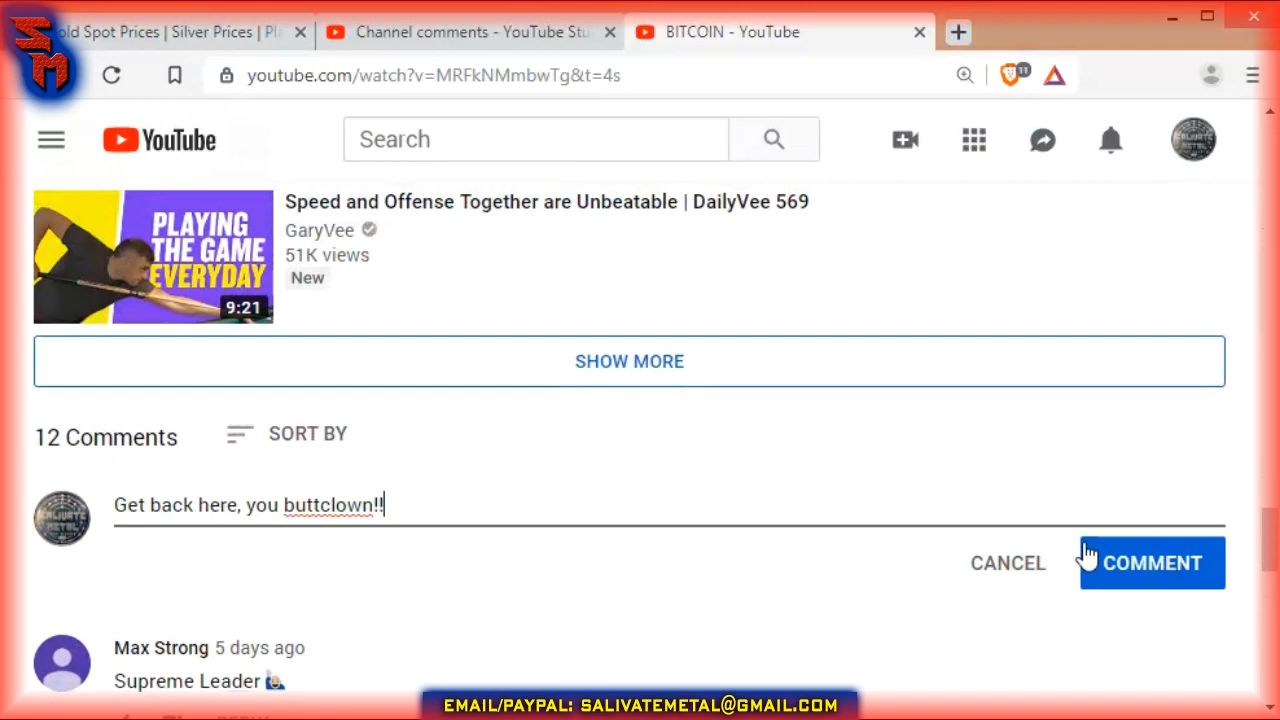 SM
old Spot Prices | Silver Prices | Pl
Channel comments - YouTube Stu
BITCOIN - YouTube
youtube.com/watch?v=MRFkNMmbwTg&t=4s
11
YouTube
Search
PLAYING
THE GAME
EVERYDAY
9:21
Speed and Offense Together are Unbeatable | DailyVee 569
GaryVee
51K views
New
SHOW MORE
12 Comments
SORT BY
Get back here, you buttclown!!
CANCEL
COMMENT
Max Strong 5 days ago
Supreme Leader
EMAIL/PAYPAL: SALIVATEMETAL@GMAIL.COM